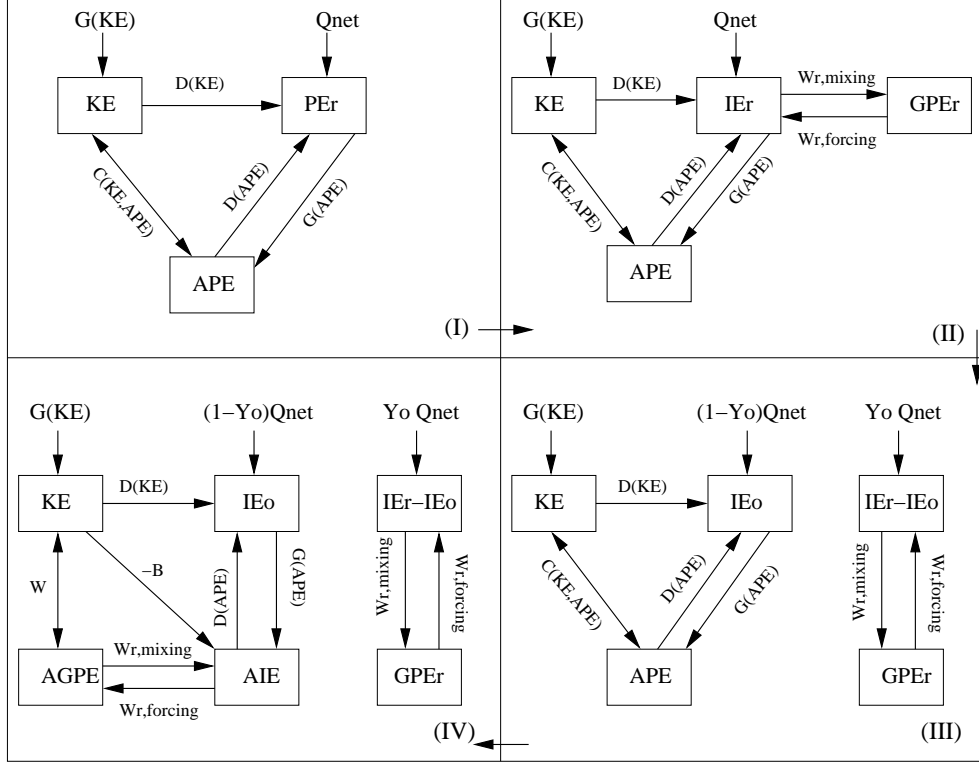 G(KE)
Qnet
KE
D(KE)
PEr
C(KE,APE)
D(APE)
G(APE)
APE
(I)
G(KE)
Qnet
KE
D(KE)
IEr
Wr,mixing
GPEr
Wr,forcing
C(KE,APE)
D(APE)
G(APE)
APE
(II)
G(KE)
(1−Yo)Qnet
Yo Qnet
KE
D(KE)
IEo
IEr−IEo
W
−B
D(APE)
G(APE)
Wr,mixing
Wr,forcing
AGPE
Wr,mixing
Wr,forcing
AIE
GPEr
(IV)
G(KE)
(1−Yo)Qnet
Yo Qnet
KE
D(KE)
IEo
IEr−IEo
C(KE,APE)
D(APE)
G(APE)
Wr,mixing
Wr,forcing
APE
GPEr
(III)